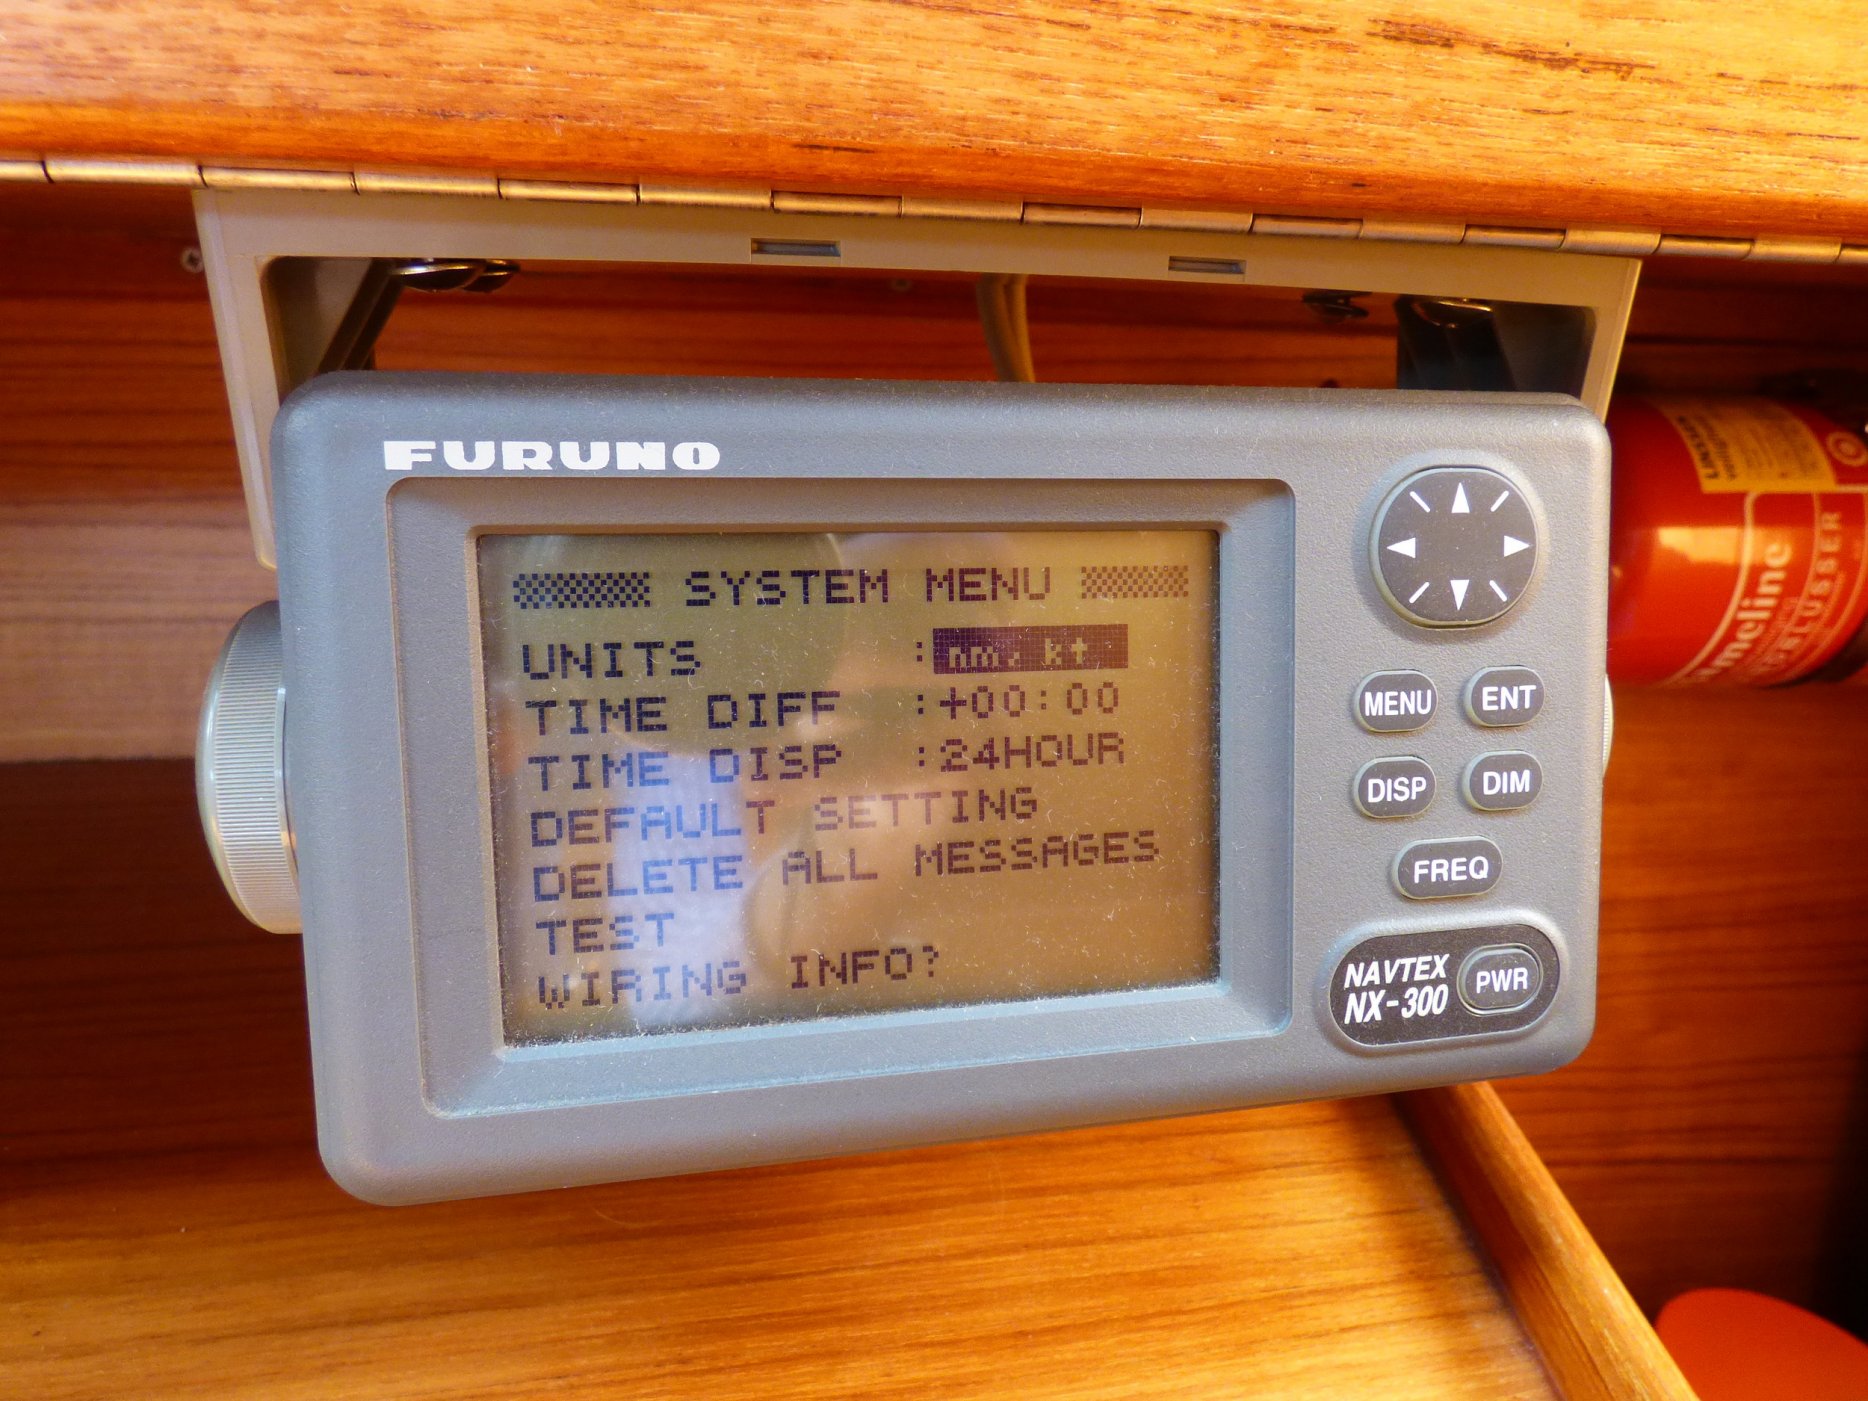 FURUNO
SYSTEM MENU
UNITS :nm, kt
TIME DIFF :+00:00
TIME DISP :24HOUR
DEFAULT SETTING
DELETE ALL MESSAGES
TEST
WIRING INFO?
MENU ENT
DISP DIM
FREQ
NAVTEX
NX-300
PWR
meline